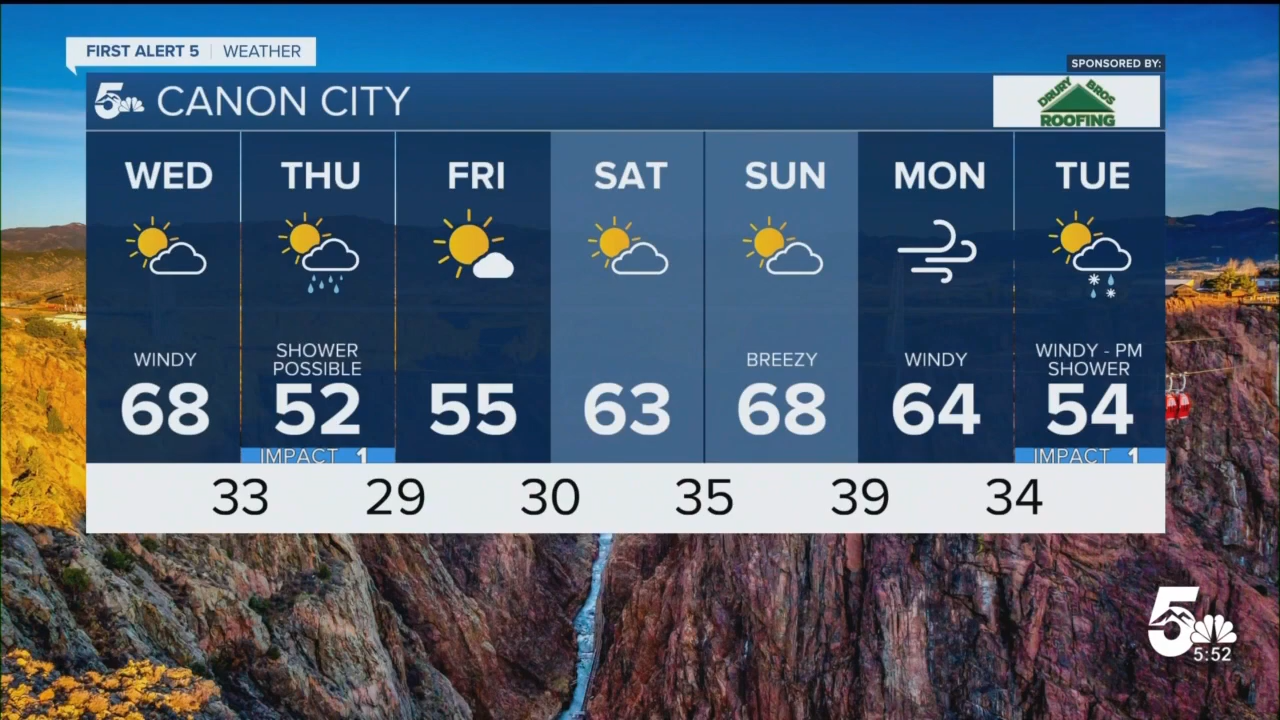 FIRST ALERT 5 | WEATHER
SPONSORED BY:
5 CANON CITY
DRURY BROS
ROOFING
WED THU FRI SAT SUN MON TUE
WINDY
SHOWER
POSSIBLE
BREEZY
WINDY
WINDY - PM
SHOWER
68 52 55 63 68 64 54
IMPACT 1 IMPACT 1
33 29 30 35 39 34
5
5:52